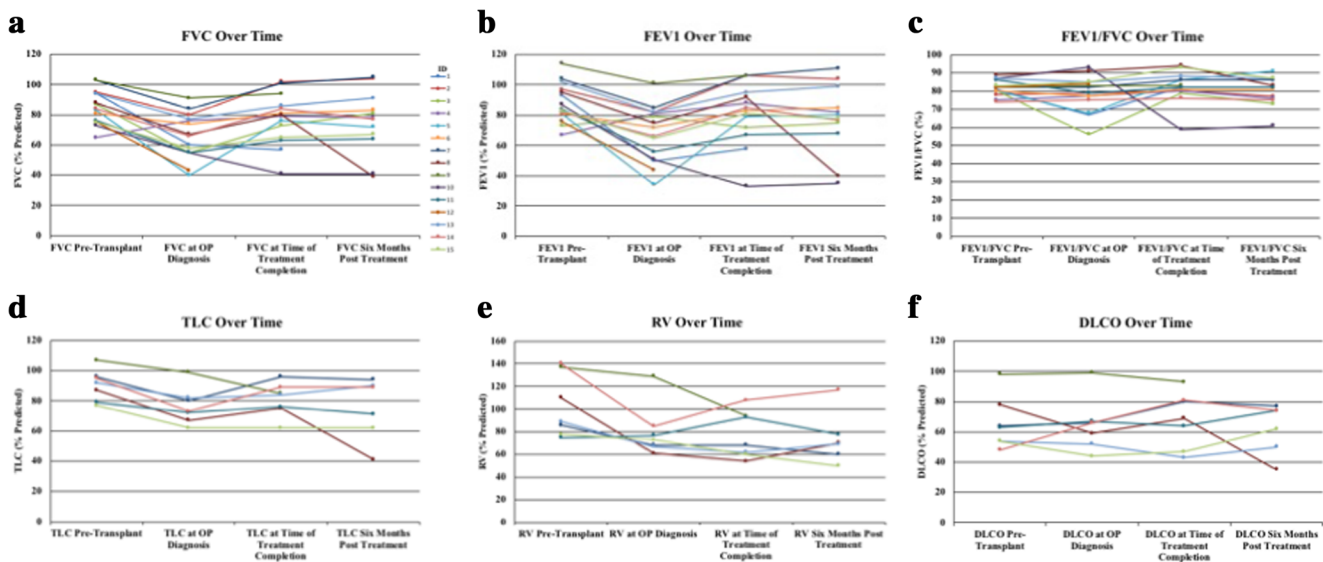 a
FVC Over Time
120
100
80
60
40
20
0
FVC (% Predicted)
FVC Pre-Transplant
FVC at OP
Diagnosis
FVC at Time of
Treatment
Completion
FVC Six Months
Post Treatment
ID
1
2
3
4
5
6
7
8
9
10
11
12
13
14
15
b
FEV1 Over Time
120
100
80
60
40
20
0
FEV1 (% Predicted)
FEV1 Pre-
Transplant
FEV1 at OP
Diagnosis
FEV1 at Time of
Treatment
Completion
FEV1 Six Months
Post Treatment
c
FEV1/FVC Over Time
100
90
80
70
60
50
40
30
20
10
0
FEV1/FVC (%)
FEV1/FVC Pre-
Transplant
FEV1/FVC at OP
Diagnosis
FEV1/FVC at Time
of Treatment
Completion
FEV1/FVC Six
Months Post
Treatment
d
TLC Over Time
120
100
80
60
40
20
0
TLC (% Predicted)
TLC Pre-Transplant
TLC at OP
Diagnosis
TLC at Time of
Treatment
Completion
TLC Six Months
Post Treatment
e
RV Over Time
160
140
120
100
80
60
40
20
0
RV (% Predicted)
RV Pre-Transplant
RV at OP Diagnosis
RV at Time of
Treatment
Completion
RV Six Months Post
Treatment
f
DLCO Over Time
120
100
80
60
40
20
0
DLCO (% Predicted)
DLCO Pre-
Transplant
DLCO at OP
Diagnosis
DLCO at Time of
Treatment
Completion
DLCO Six Months
Post Treatment